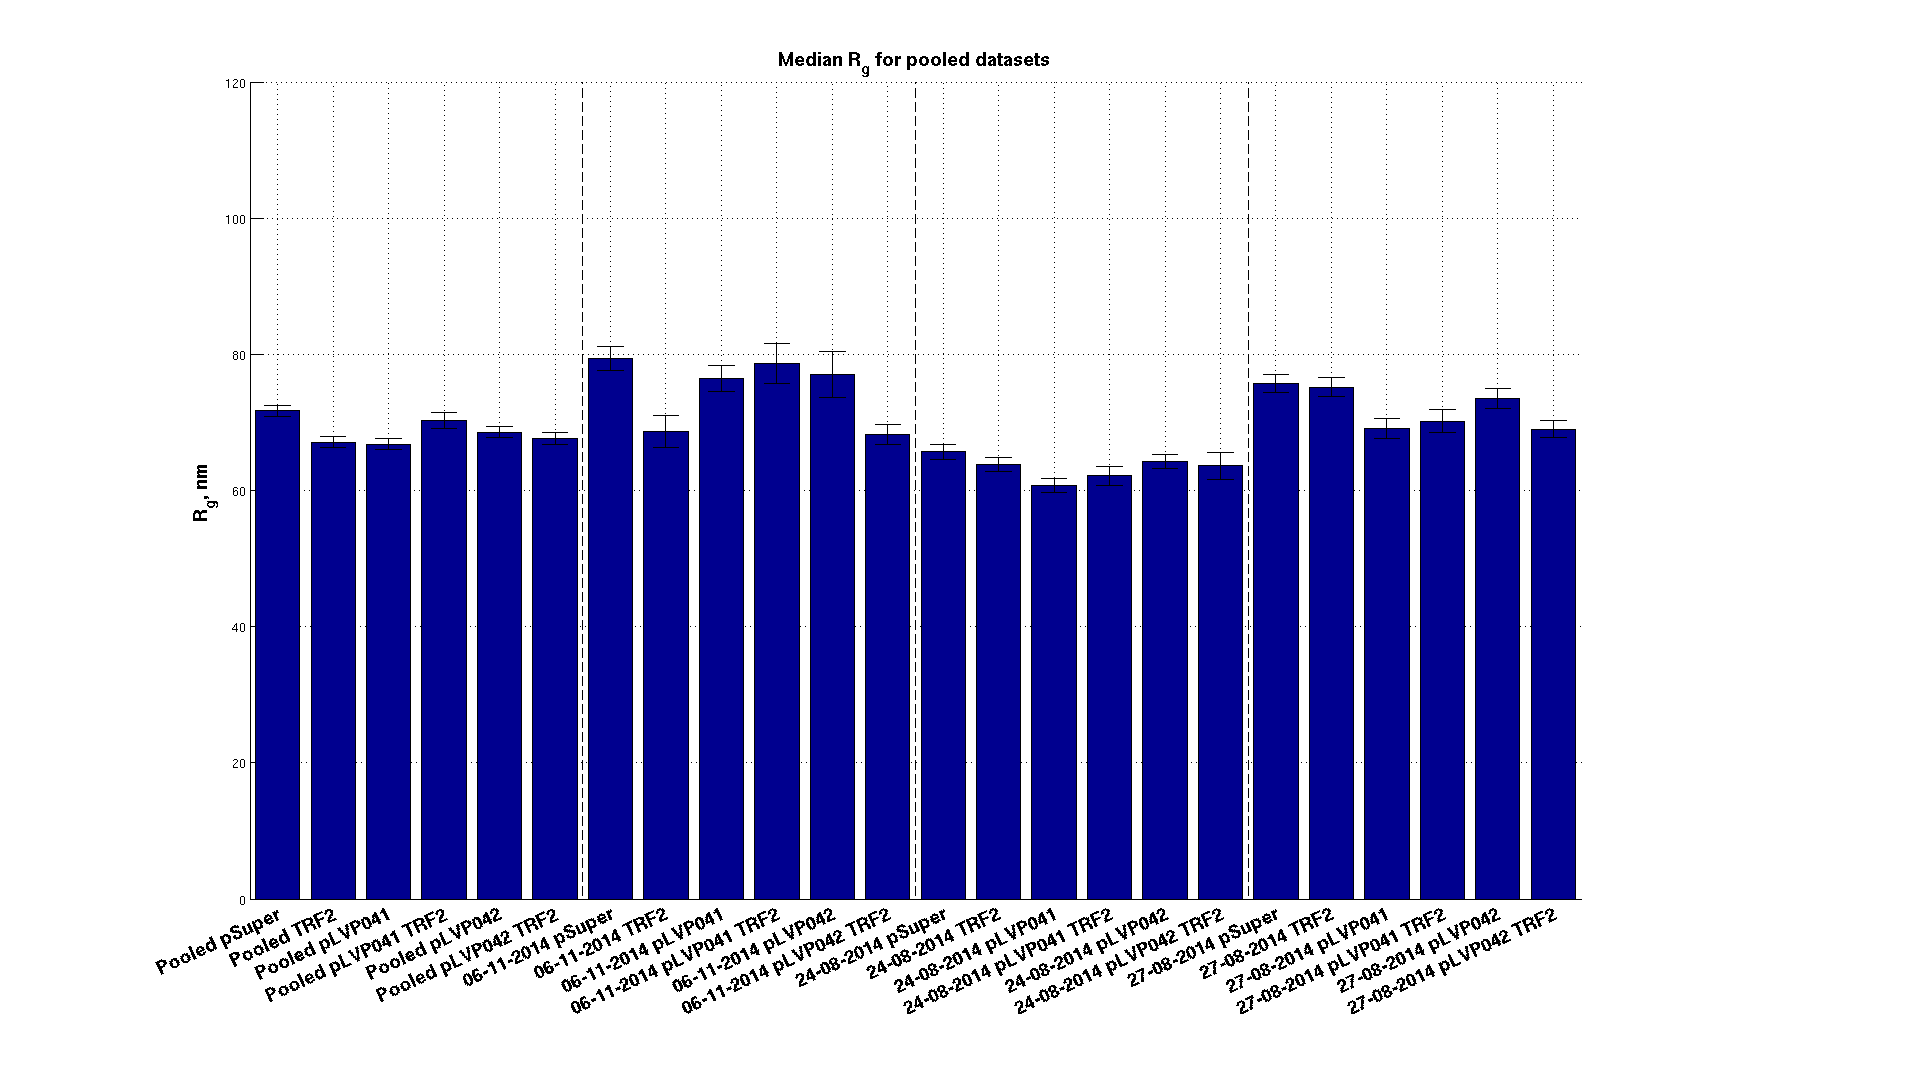 Median Rg for pooled datasets
120
100
80
60
40
20
0
Rg, nm
Pooled pSuper
Pooled TRF2
Pooled pLVP041
Pooled pLVP041 TRF2
Pooled pLVP042
Pooled pLVP042 TRF2
06-11-2014 pSuper
06-11-2014 TRF2
06-11-2014 pLVP041
06-11-2014 pLVP041 TRF2
06-11-2014 pLVP042
06-11-2014 pLVP042 TRF2
24-08-2014 pSuper
24-08-2014 TRF2
24-08-2014 pLVP041
24-08-2014 pLVP041 TRF2
24-08-2014 pLVP042
24-08-2014 pLVP042 TRF2
27-08-2014 pSuper
27-08-2014 TRF2
27-08-2014 pLVP041
27-08-2014 pLVP041 TRF2
27-08-2014 pLVP042
27-08-2014 pLVP042 TRF2